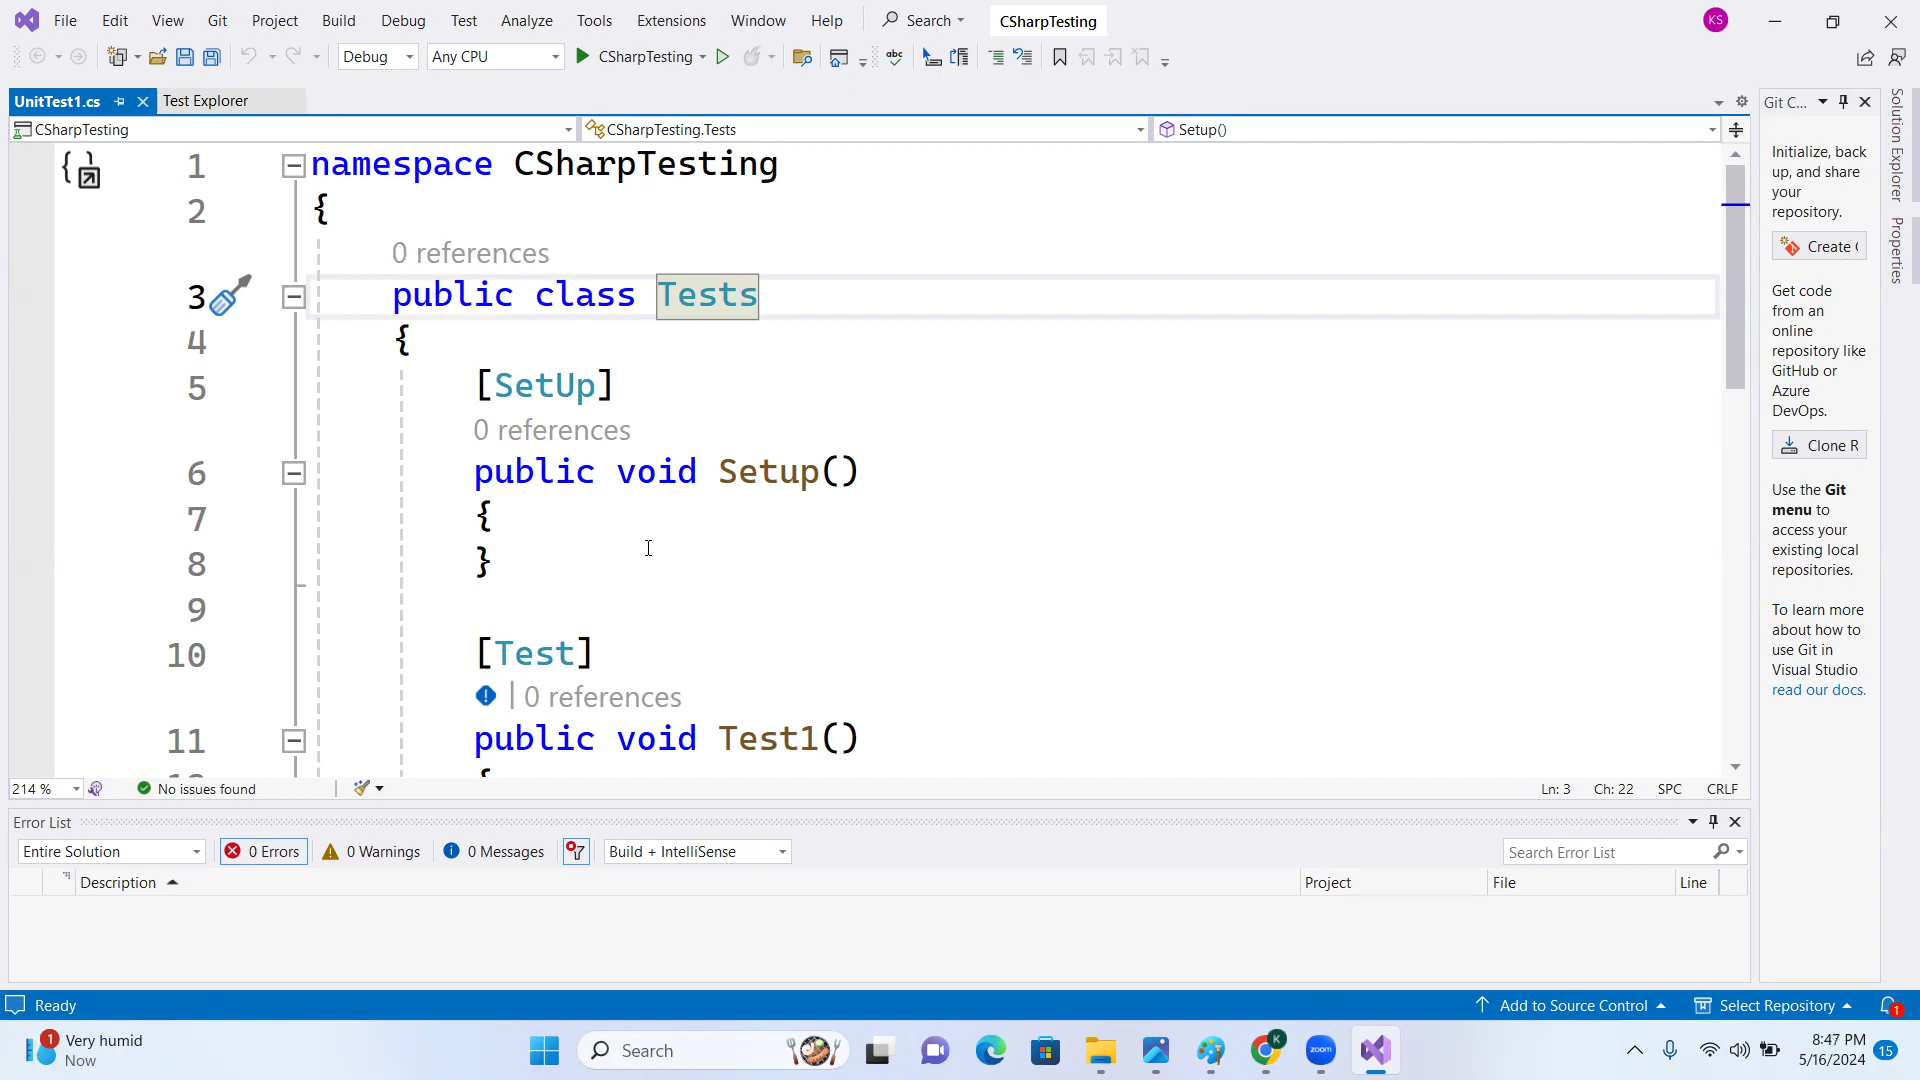 File Edit View Git Project Build Debug Test Analyze Tools Extensions Window Help Search CSharpTesting KS
Debug Any CPU CSharpTesting abc
UnitTest1.cs Test Explorer
CSharpTesting CSharpTesting.Tests Setup()
1 namespace CSharpTesting
2 {
0 references
3 public class Tests
4 {
5 [SetUp]
0 references
6 public void Setup()
7 {
8 }
9
10 [Test]
| 0 references
11 public void Test1()
214 % No issues found Ln: 3 Ch: 22 SPC CRLF
Error List
Entire Solution 0 Errors 0 Warnings 0 Messages Build + IntelliSense Search Error List
Description Project File Line
Git C...
Initialize, back
up, and share
your
repository.
Create
Get code
from an
online
repository like
GitHub or
Azure
DevOps.
Clone R
Use the Git
menu to
access your
existing local
repositories.
To learn more
about how to
use Git in
Visual Studio
read our docs.
Solution Explorer
Properties
Ready Add to Source Control Select Repository 1
1 Very humid
Now
Search
K
zoom
8:47 PM
5/16/2024
15